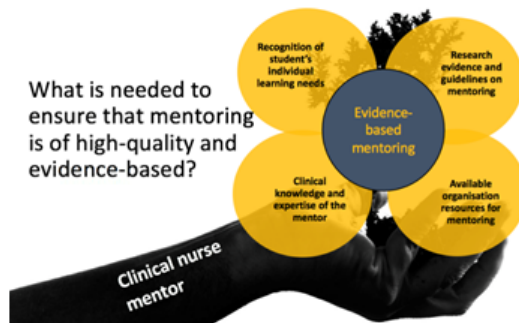 What is needed to
ensure that mentoring
is of high-quality and
evidence-based?
Recognition of
student's
individual
learning needs
Research
evidence and
guidelines on
mentoring
Evidence-
based
mentoring
Clinical
knowledge and
expertise of the
mentor
Available
organisation
resources for
mentoring
Clinical nurse
mentor